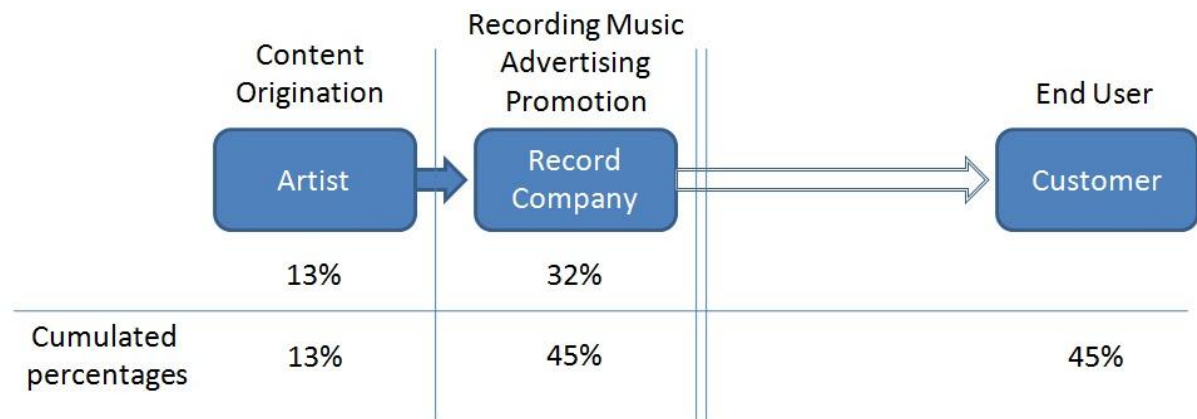 Content
Origination
Recording Music
Advertising
Promotion
End User
Artist
Record
Company
Customer
13%
32%
Cumulated
percentages
13%
45%
45%